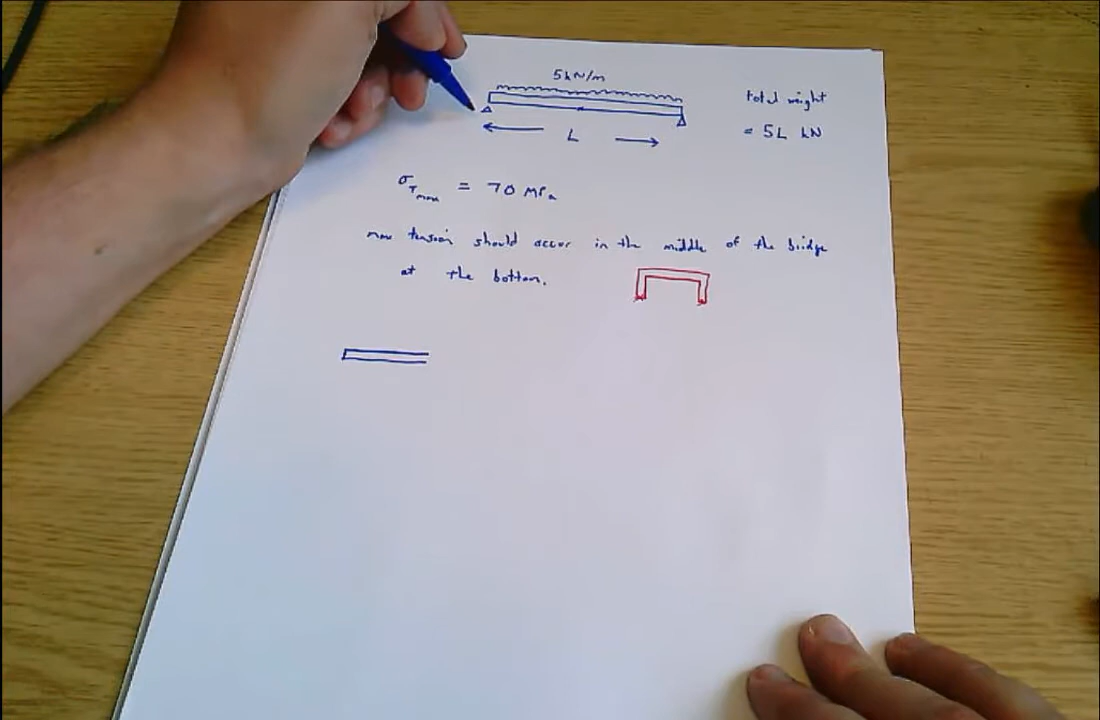 5kN/m
total weight
L
= 5L kN
σTmax = 70 MPa
max tension should occur in the middle of the bridge
at the bottom.